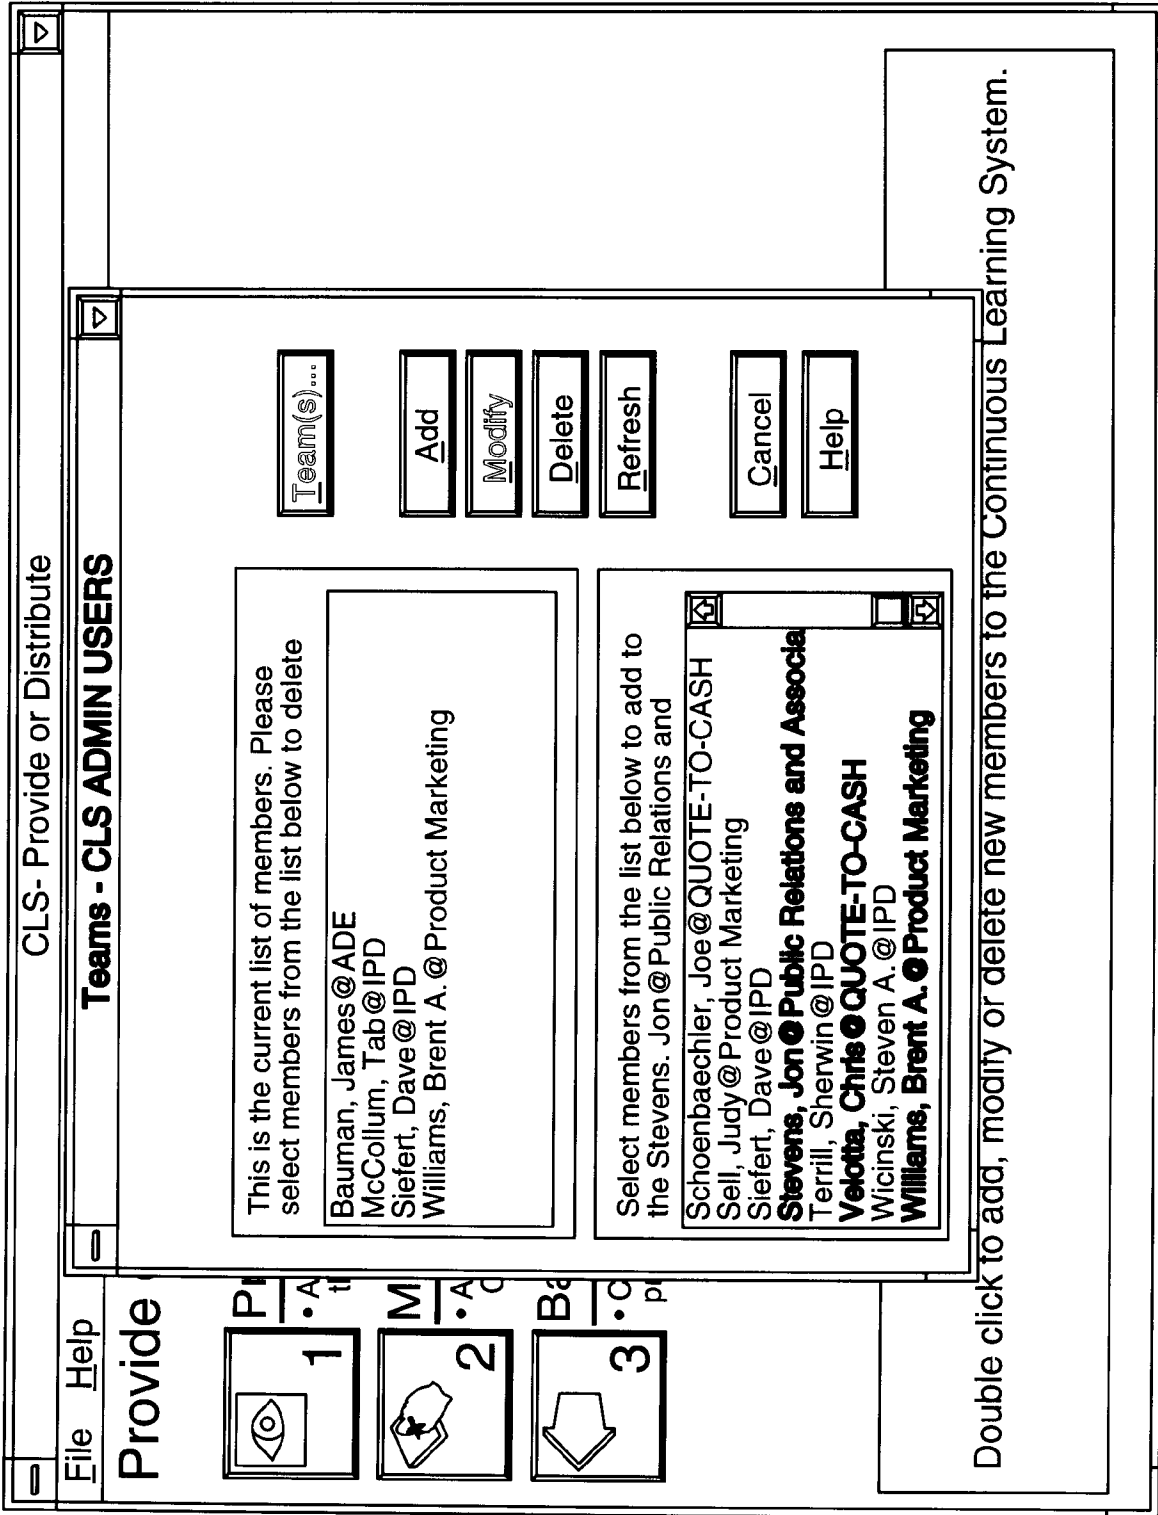 CLS- Provide or Distribute
File Help
Teams - CLS ADMIN USERS
Provide
1
2
M
• A
3
Ba
• C
This is the current list of members. Please
select members from the list below to delete
Bauman, James@ADE
McCollum, Tab@IPD
Siefert, Dave@IPD
Williams, Brent A.@Product Marketing
Select members from the list below to add to
the Stevens. Jon@Public Relations and
Schoenbaechler, Joe@QUOTE-TO-CASH
Sell, Judy@Product Marketing
Siefert, Dave@IPD
Stevens, Jon@Public Relations and Associa
Terrill, Sherwin@IPD
Velotta, Chris@QUOTE-TO-CASH
Wicinski, Steven A.@IPD
Williams, Brent A.@Product Marketing
Team(s)...
Add
Modify
Delete
Refresh
Cancel
Help
Double click to add, modify or delete new members to the Continuous Learning System.